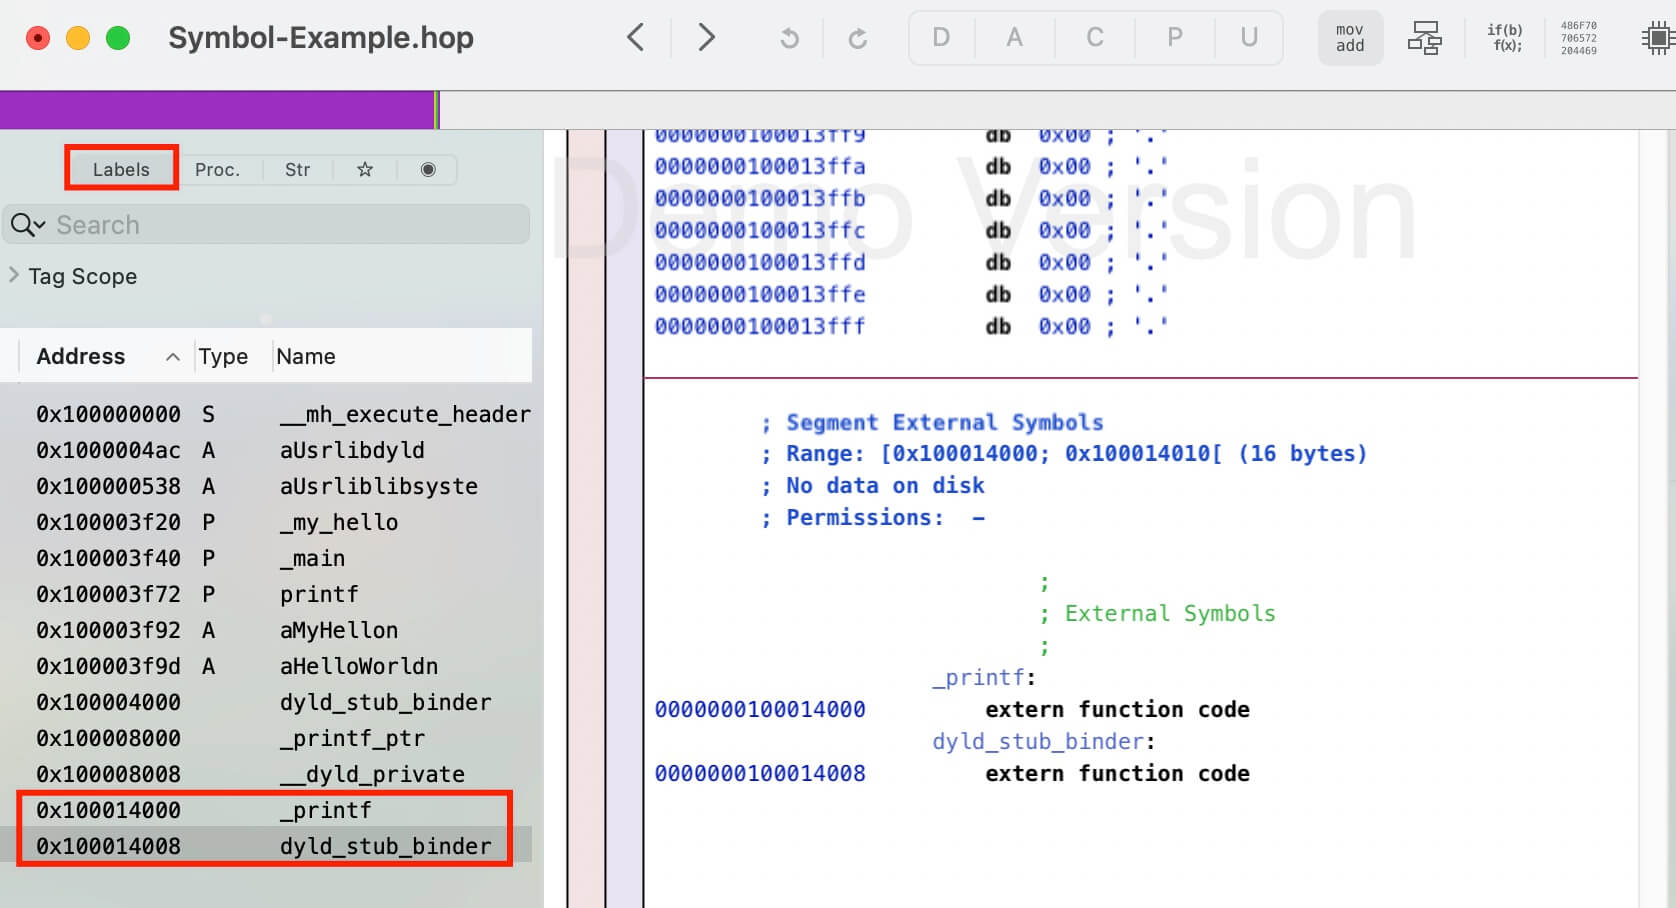 Symbol-Example.hop
D A C P U
mov
add
if(b)
f(x);
486F70
706572
204469
Labels Proc. Str
Search
Tag Scope
Address Type Name
0x100000000 S __mh_execute_header
0x1000004ac A aUsrlibdyld
0x100000538 A aUsrliblibsyste
0x100003f20 P _my_hello
0x100003f40 P _main
0x100003f72 P printf
0x100003f92 A aMyHellon
0x100003f9d A aHelloWorldn
0x100004000 dyld_stub_binder
0x100008000 _printf_ptr
0x100008008 __dyld_private
0x100014000 _printf
0x100014008 dyld_stub_binder
Demo Version
0000000100013ff9 db 0x00 ; '.'
0000000100013ffa db 0x00 ; '.'
0000000100013ffb db 0x00 ; '.'
0000000100013ffc db 0x00 ; '.'
0000000100013ffd db 0x00 ; '.'
0000000100013ffe db 0x00 ; '.'
0000000100013fff db 0x00 ; '.'
; Segment External Symbols
; Range: [0x100014000; 0x100014010[ (16 bytes)
; No data on disk
; Permissions: -
;
; External Symbols
;
_printf:
0000000100014000 extern function code
dyld_stub_binder:
0000000100014008 extern function code